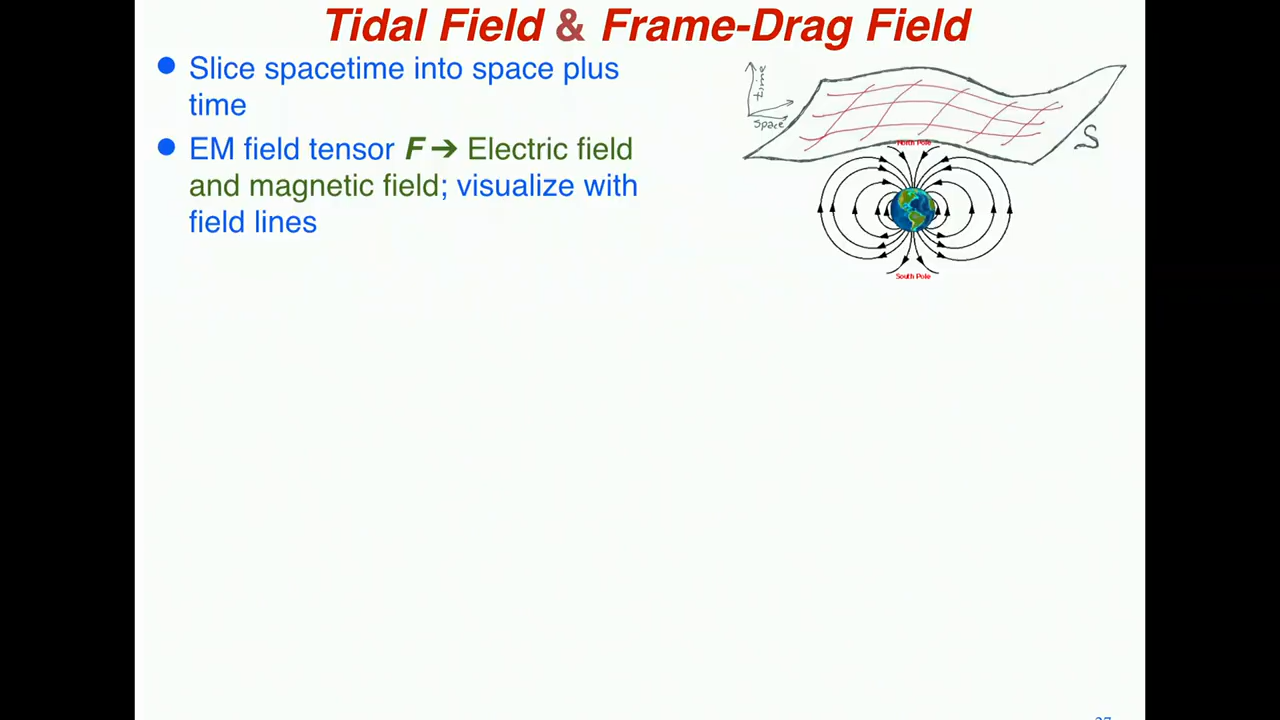 Tidal Field & Frame-Drag Field
Slice spacetime into space plus
time
EM field tensor F ➔ Electric field
and magnetic field; visualize with
field lines
time
space
S
North Pole
South Pole